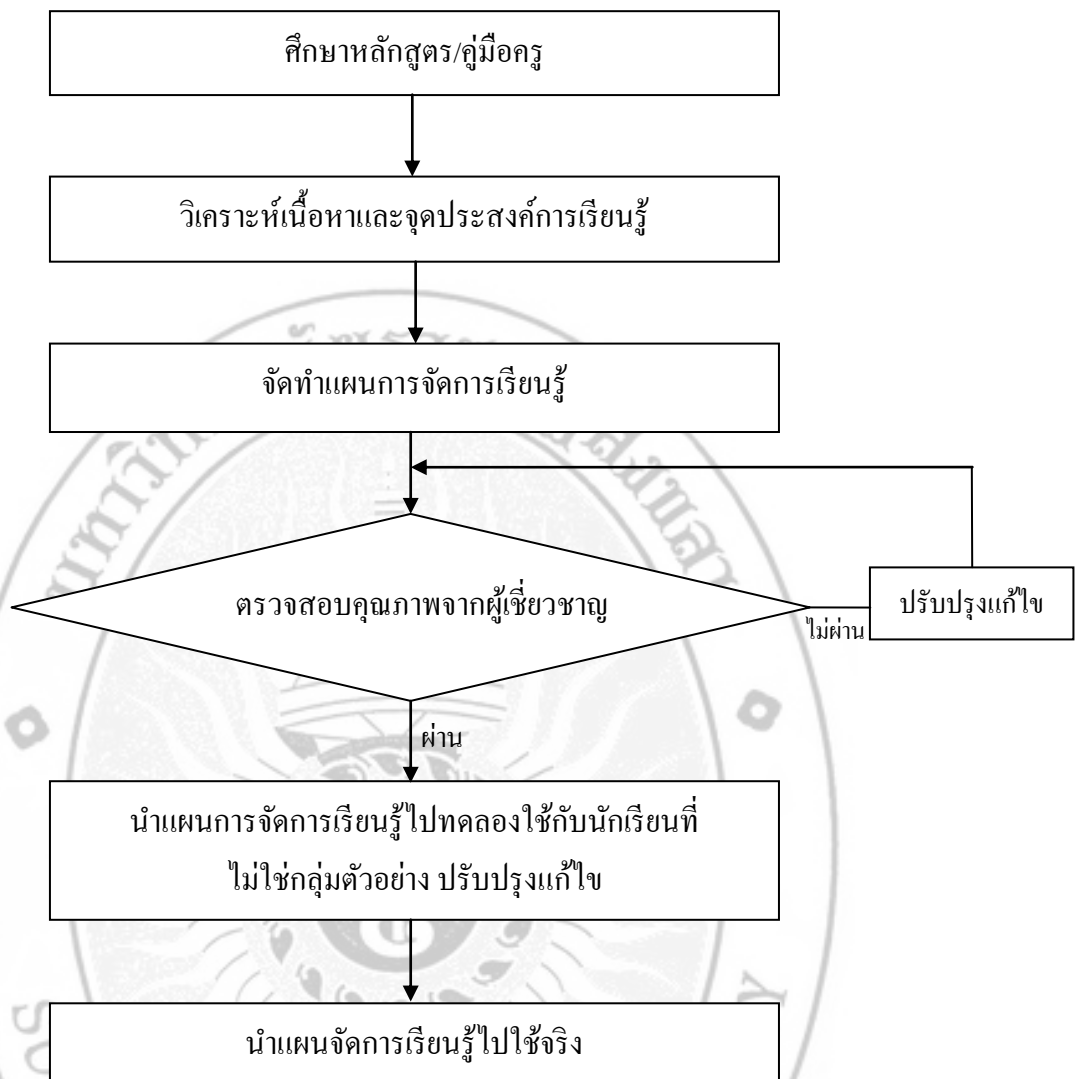 ศึกษาหลักสูตร/คู่มือครู
วิเคราะห์เนื้อหาและจุดประสงค์การเรียนรู้
จัดทำแผนการจัดการเรียนรู้
ตรวจสอบคุณภาพจากผู้เชี่ยวชาญ
ไม่ผ่าน
ปรับปรุงแก้ไข
ผ่าน
นำแผนการจัดการเรียนรู้ไปทดลองใช้กับนักเรียนที่
ไม่ใช่กลุ่มตัวอย่าง ปรับปรุงแก้ไข
นำแผนจัดการเรียนรู้ไปใช้จริง